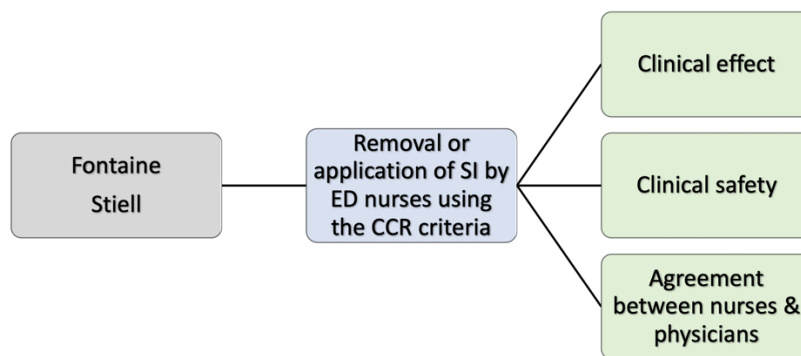 Fontaine
Stiell
Removal or
application of SI by
ED nurses using
the CCR criteria
Clinical effect
Clinical safety
Agreement
between nurses &
physicians